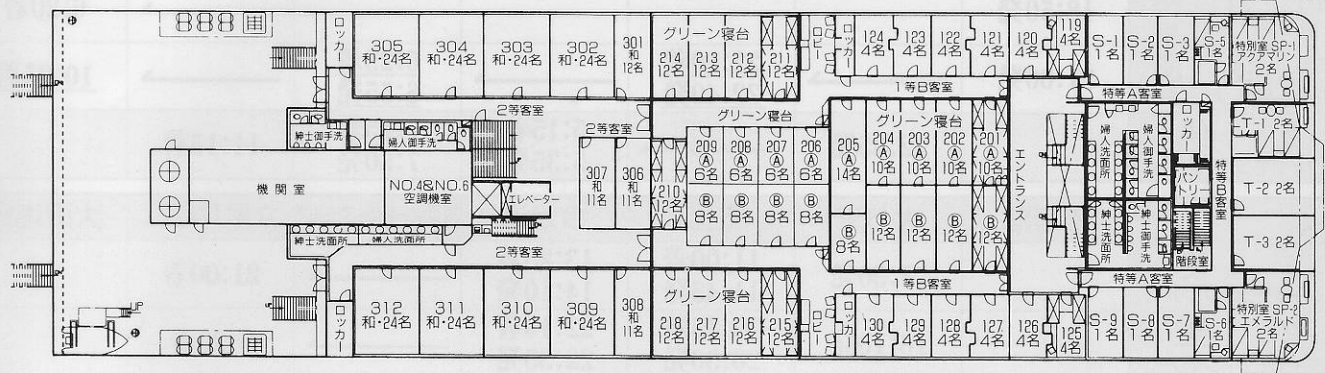 ロッカー
305
和・24名
304
和・24名
303
和・24名
302
和・24名
301
和
12名
グリーン寝台
214
12名
213
12名
212
12名
211
12名
ロビー
ロッカー
124
4名
123
4名
122
4名
121
4名
120
4名
119
4名
S-1
1名
S-2
1名
S-3
1名
S-5
1名
特別室 SP-1
アクアマリン
2名
2等客室
1等B客室
特等A客室
紳士御手洗
婦人御手洗
2等客室
グリーン寝台
グリーン寝台
機関室
NO.4&NO.6
空調機室
エレベーター
307
和
11名
306
和
11名
210
12名
209
Ⓐ
6名
208
Ⓐ
6名
207
Ⓐ
6名
206
Ⓐ
6名
Ⓑ
8名
Ⓑ
8名
Ⓑ
8名
Ⓑ
8名
205
Ⓐ
14名
Ⓑ
8名
204
Ⓐ
10名
203
Ⓐ
10名
202
Ⓐ
10名
201
Ⓐ
10名
Ⓑ
12名
Ⓑ
12名
Ⓑ
12名
Ⓑ
12名
エントランス
婦人洗面所
婦人御手洗
ロッカー
パントリー
紳士洗面所
紳士御手洗
階段室
特等B客室
T-1 2名
T-2 2名
T-3 2名
紳士洗面所
婦人洗面所
2等客室
1等B客室
特等A客室
UP
ロッカー
312
和・24名
311
和・24名
310
和・24名
309
和・24名
308
和
11名
グリーン寝台
218
12名
217
12名
216
12名
215
12名
ロビー
ロッカー
130
4名
129
4名
128
4名
127
4名
126
4名
125
4名
S-9
1名
S-8
1名
S-7
1名
S-6
1名
特別室 SP-2
エメラルド
2名